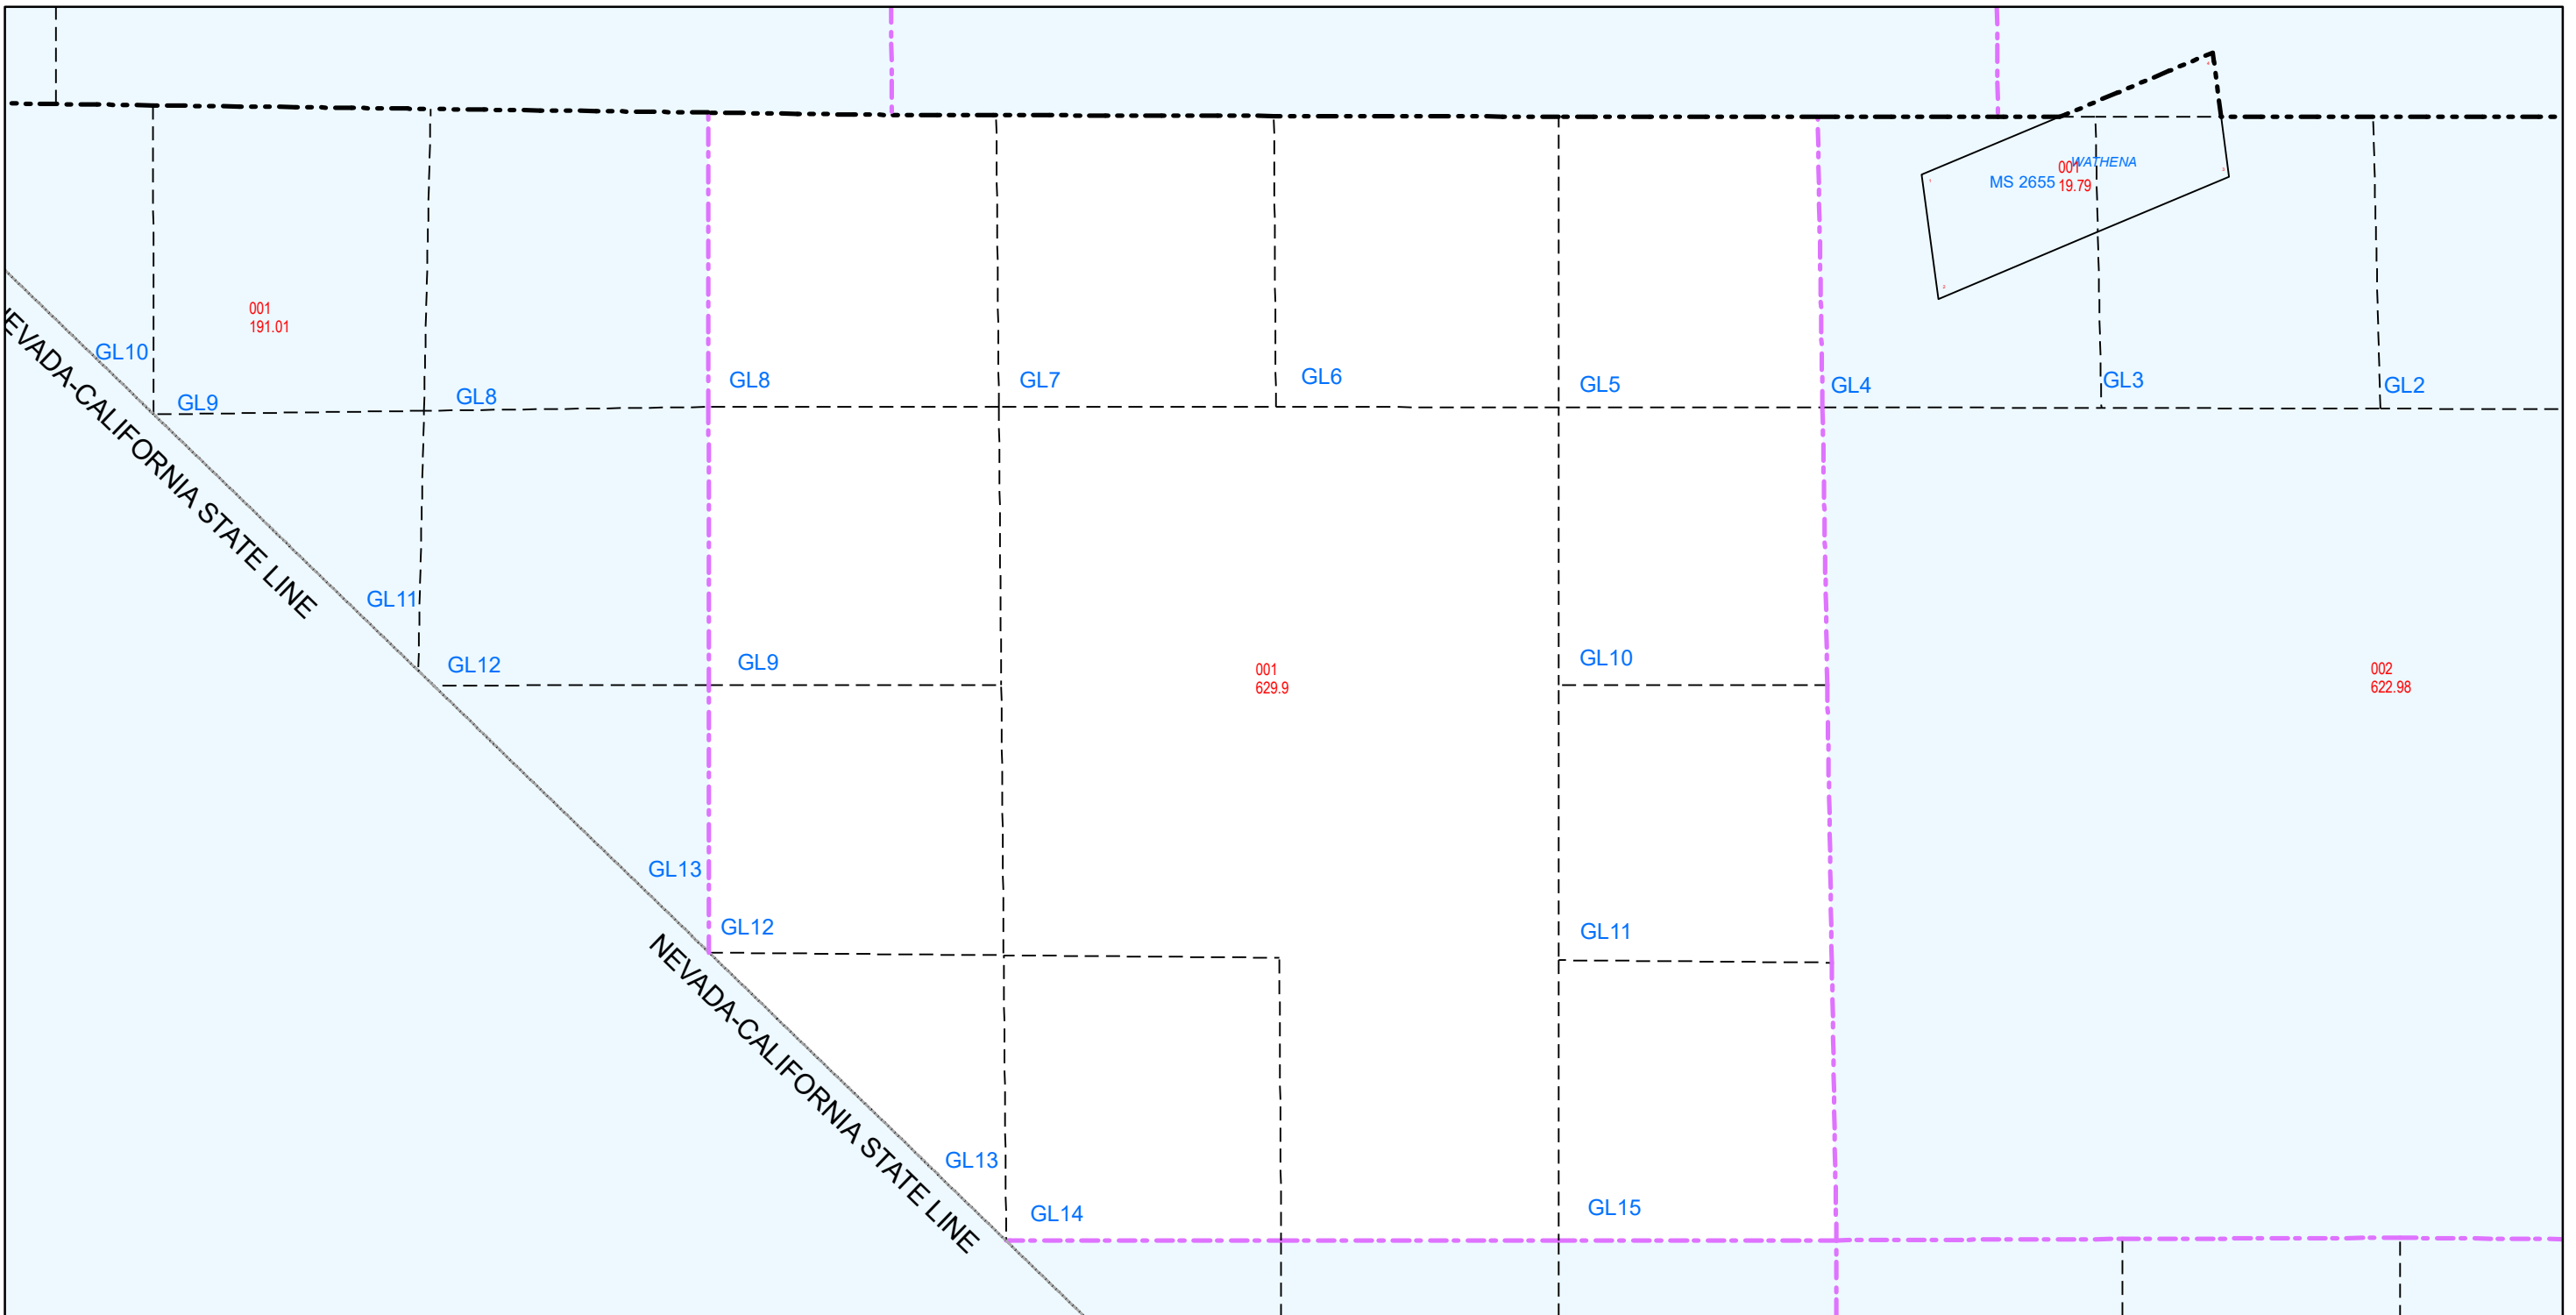 WATHENA
001
MS 2655
19.79
001
191.01
GL10
GL9
GL8
GL8
GL7
GL6
GL5
GL4
GL3
GL2
NEVADA-CALIFORNIA STATE LINE
GL11
GL12
GL9
001
629.9
GL10
002
622.98
GL13
GL12
GL11
NEVADA-CALIFORNIA STATE LINE
GL13
GL14
GL15